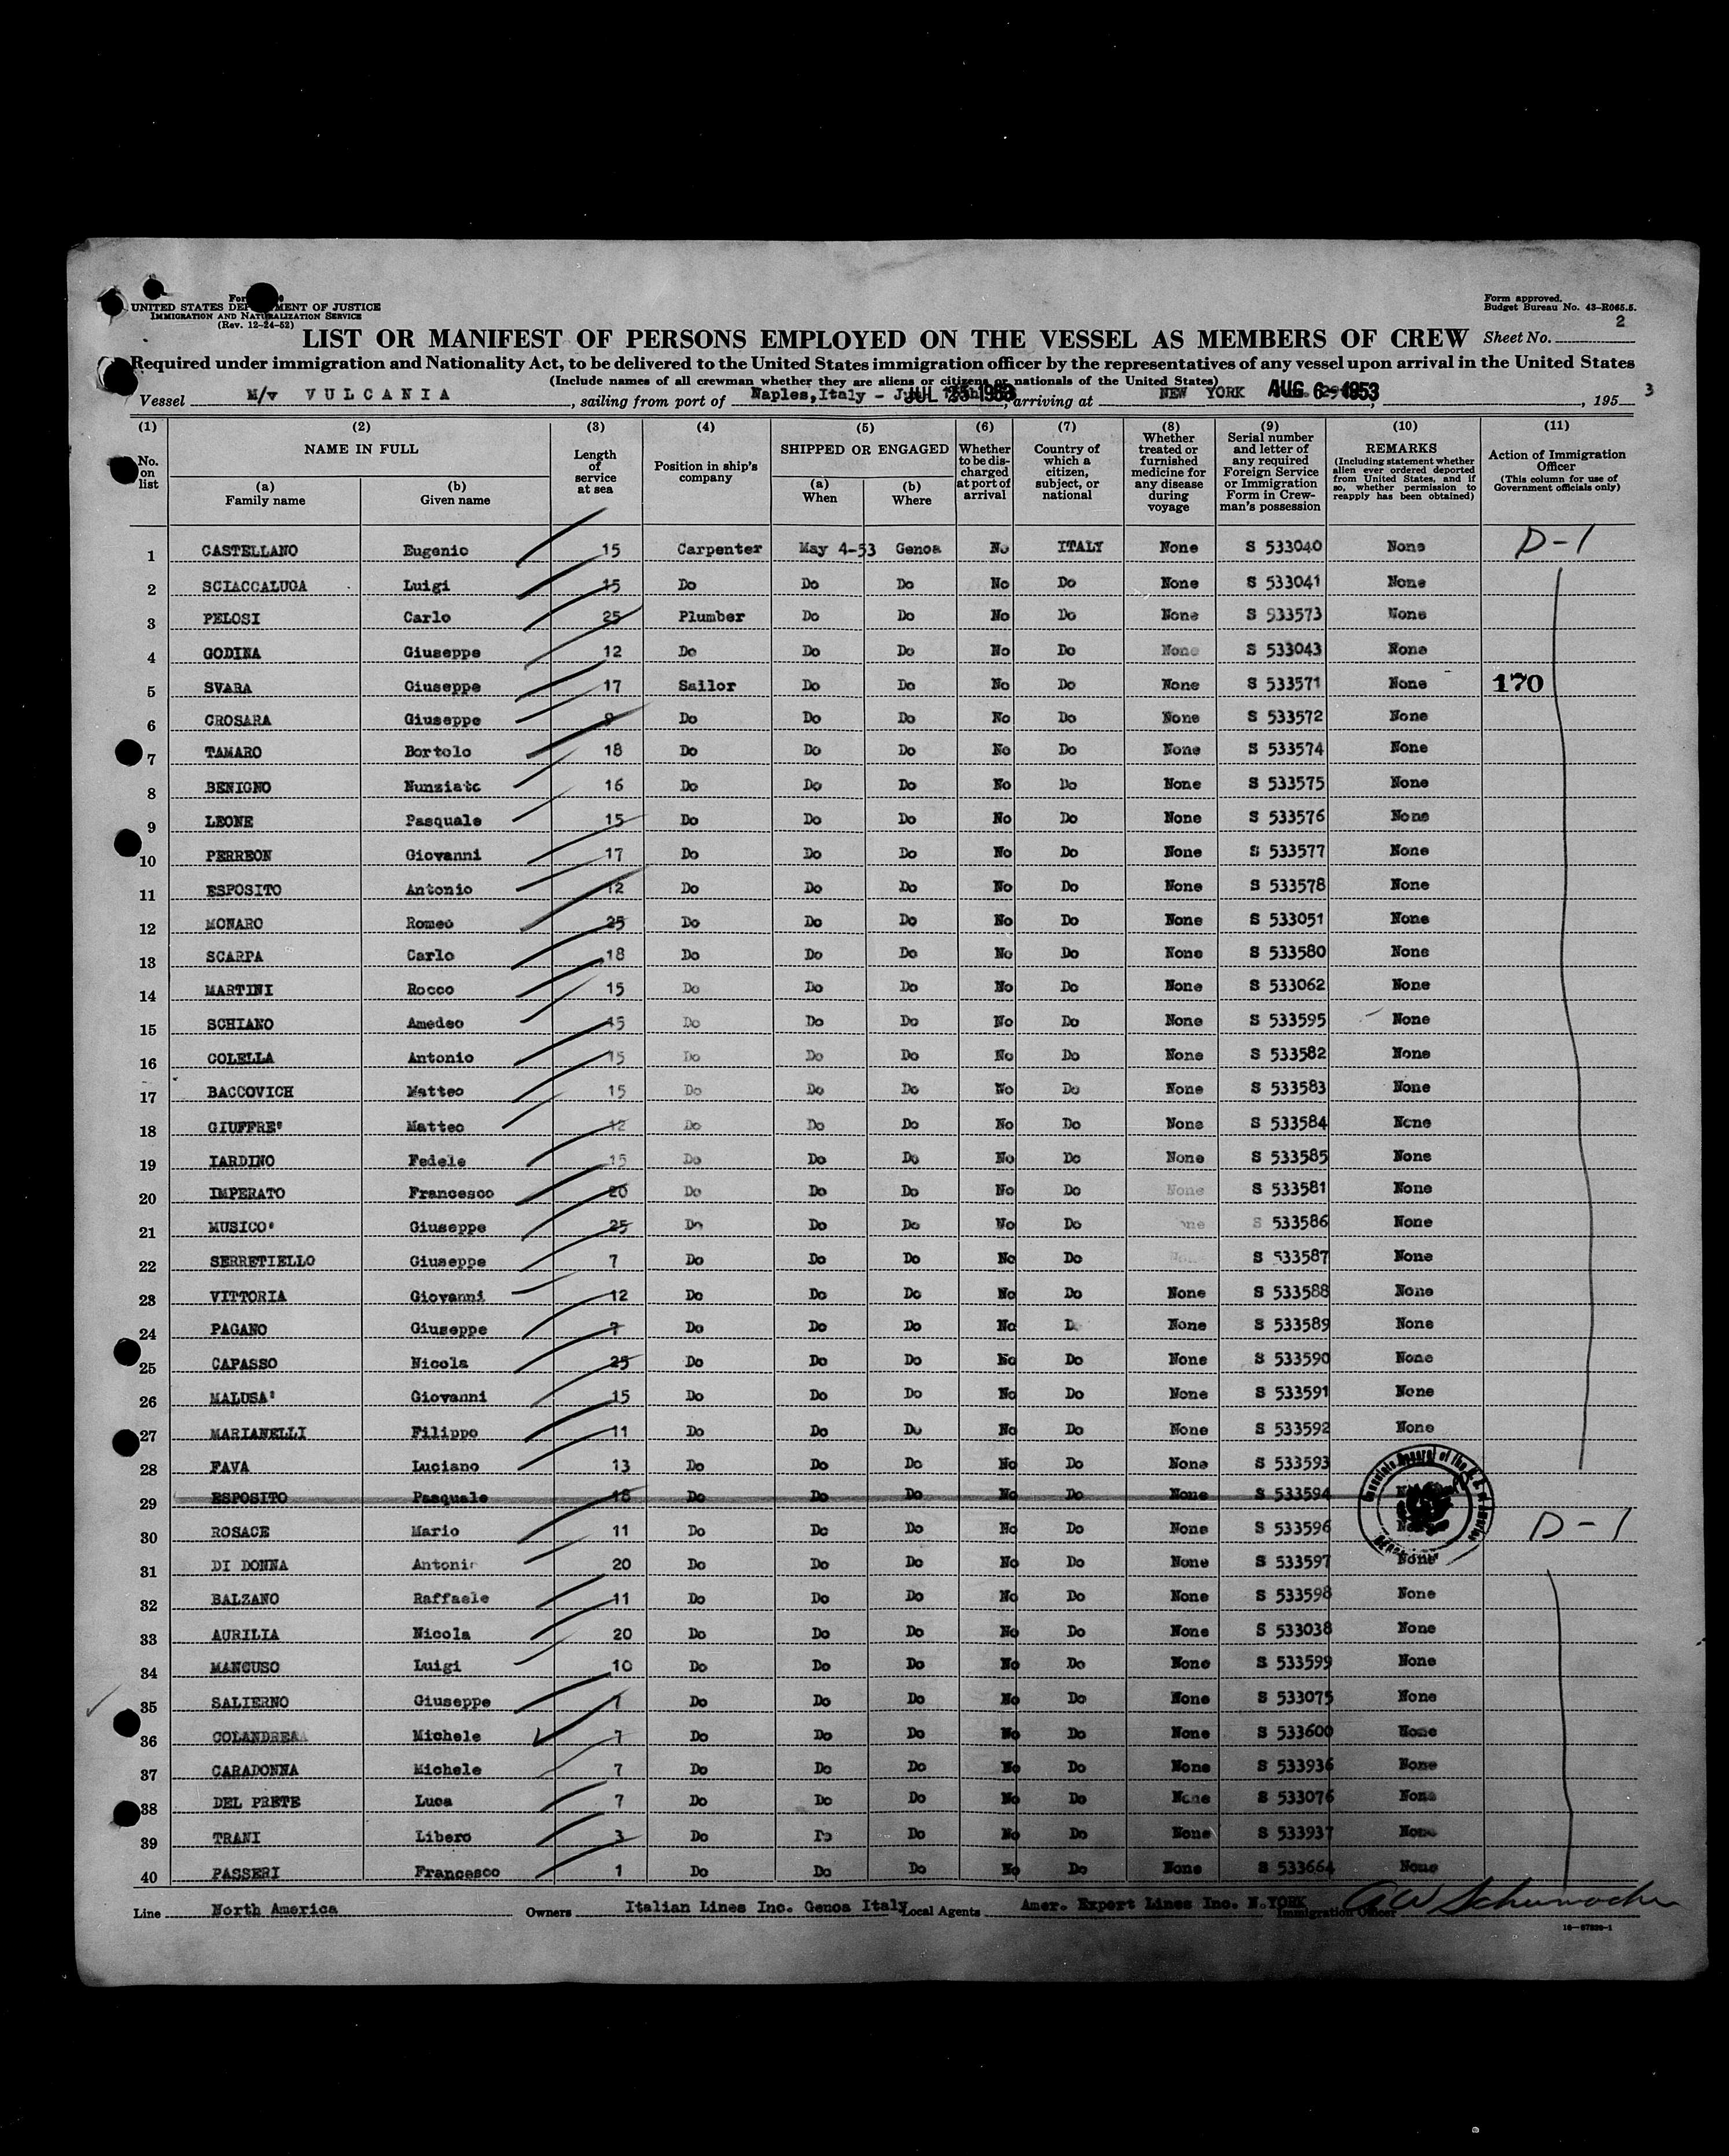 UNITED STATES DEPARTMENT OF JUSTICE
IMMIGRATION AND NATURALIZATION SERVICE
(Rev. 12-24-52)
Form approved.
Budget Bureau No. 43-R065.5.
LIST OR MANIFEST OF PERSONS EMPLOYED ON THE VESSEL AS MEMBERS OF CREW Sheet No. 2
Required under immigration and Nationality Act, to be delivered to the United States immigration officer by the representatives of any vessel upon arrival in the United States
(Include names of all crewman whether they are aliens or citizens or nationals of the United States)
Vessel M/v VULCANIA, sailing from port of Naples, Italy - JUL 25 1953, arriving at NEW YORK AUG. 6 1953, 195 3
(1) (2) (3) (4) (5) (6) (7) (8) (9) (10) (11)
No. on list
NAME IN FULL
(a) Family name
(b) Given name
Length of service at sea
Position in ship's company
SHIPPED OR ENGAGED
(a) When
(b) Where
Whether to be discharged at port of arrival
Country of which a citizen, subject, or national
Whether treated or furnished medicine for any disease during voyage
Serial number and letter of any required Foreign Service or Immigration Form in Crewman's possession
REMARKS
(Including statement whether alien ever ordered deported from United States, and if so, whether permission to reapply has been obtained)
Action of Immigration Officer
(This column for use of Government officials only)
1 CASTELLANO Eugenio 15 Carpenter May 4-53 Genoa No ITALY None S 533040 None D-1
2 SCIACCALUGA Luigi 15 Do Do Do No Do None S 533041 None
3 PELOSI Carlo 25 Plumber Do Do No Do None S 533573 None
4 GODINA Giuseppe 12 Do Do Do No Do None S 533043 None
5 SVARA Giuseppe 17 Sailor Do Do No Do None S 533571 None 170
6 CROSARA Giuseppe 9 Do Do Do No Do None S 533572 None
7 TAMARO Bortolo 18 Do Do Do No Do None S 533574 None
8 BENIGNO Nunziato 16 Do Do Do No Do None S 533575 None
9 LEONE Pasquale 15 Do Do Do No Do None S 533576 None
10 PERREON Giovanni 17 Do Do Do No Do None S 533577 None
11 ESPOSITO Antonio 12 Do Do Do No Do None S 533578 None
12 MONARO Romeo 25 Do Do Do No Do None S 533051 None
13 SCARPA Carlo 18 Do Do Do No Do None S 533580 None
14 MARTINI Rocco 15 Do Do Do No Do None S 533062 None
15 SCHIANO Amedeo 15 Do Do Do No Do None S 533595 None
16 COLELLA Antonio 15 Do Do Do No Do None S 533582 None
17 BACCOVICH Matteo 15 Do Do Do No Do None S 533583 None
18 GIUFFRE' Matteo 12 Do Do Do No Do None S 533584 None
19 IARDINO Fedele 15 Do Do Do No Do None S 533585 None
20 IMPERATO Francesco 20 Do Do Do No Do None S 533581 None
21 MUSICO' Giuseppe 25 Do Do Do No Do None S 533586 None
22 SERRETIELLO Giuseppe 7 Do Do Do No Do None S 533587 None
23 VITTORIA Giovanni 12 Do Do Do No Do None S 533588 None
24 PAGANO Giuseppe 7 Do Do Do No Do None S 533589 None
25 CAPASSO Nicola 25 Do Do Do No Do None S 533590 None
26 MALUSA' Giovanni 15 Do Do Do No Do None S 533591 None
27 MARIANELLI Filippo 11 Do Do Do No Do None S 533592 None
28 FAVA Luciano 13 Do Do Do No Do None S 533593
29 ESPOSITO Pasquale 18 Do Do Do No Do None S 533594
30 ROSACE Mario 11 Do Do Do No Do None S 533596 D-1
31 DI DONNA Antonio 20 Do Do Do No Do None S 533597 None
32 BALZANO Raffaele 11 Do Do Do No Do None S 533598 None
33 AURILIA Nicola 20 Do Do Do No Do None S 533038 None
34 MANCUSO Luigi 10 Do Do Do No Do None S 533599 None
35 SALIERNO Giuseppe 7 Do Do Do No Do None S 533075 None
36 COLANDREA Michele 7 Do Do Do No Do None S 533600 None
37 CARADONNA Michele 7 Do Do Do No Do None S 533936 None
38 DEL PRETE Luca 7 Do Do Do No Do None S 533076 None
39 TRANI Libero 3 Do Do Do No Do None S 533937 None
40 PASSERI Francesco 1 Do Do Do No Do None S 533664 None
Line North America Owners Italian Lines Inc. Genoa Italy Local Agents Amer. Export Lines Inc. N.YORK Immigration Officer